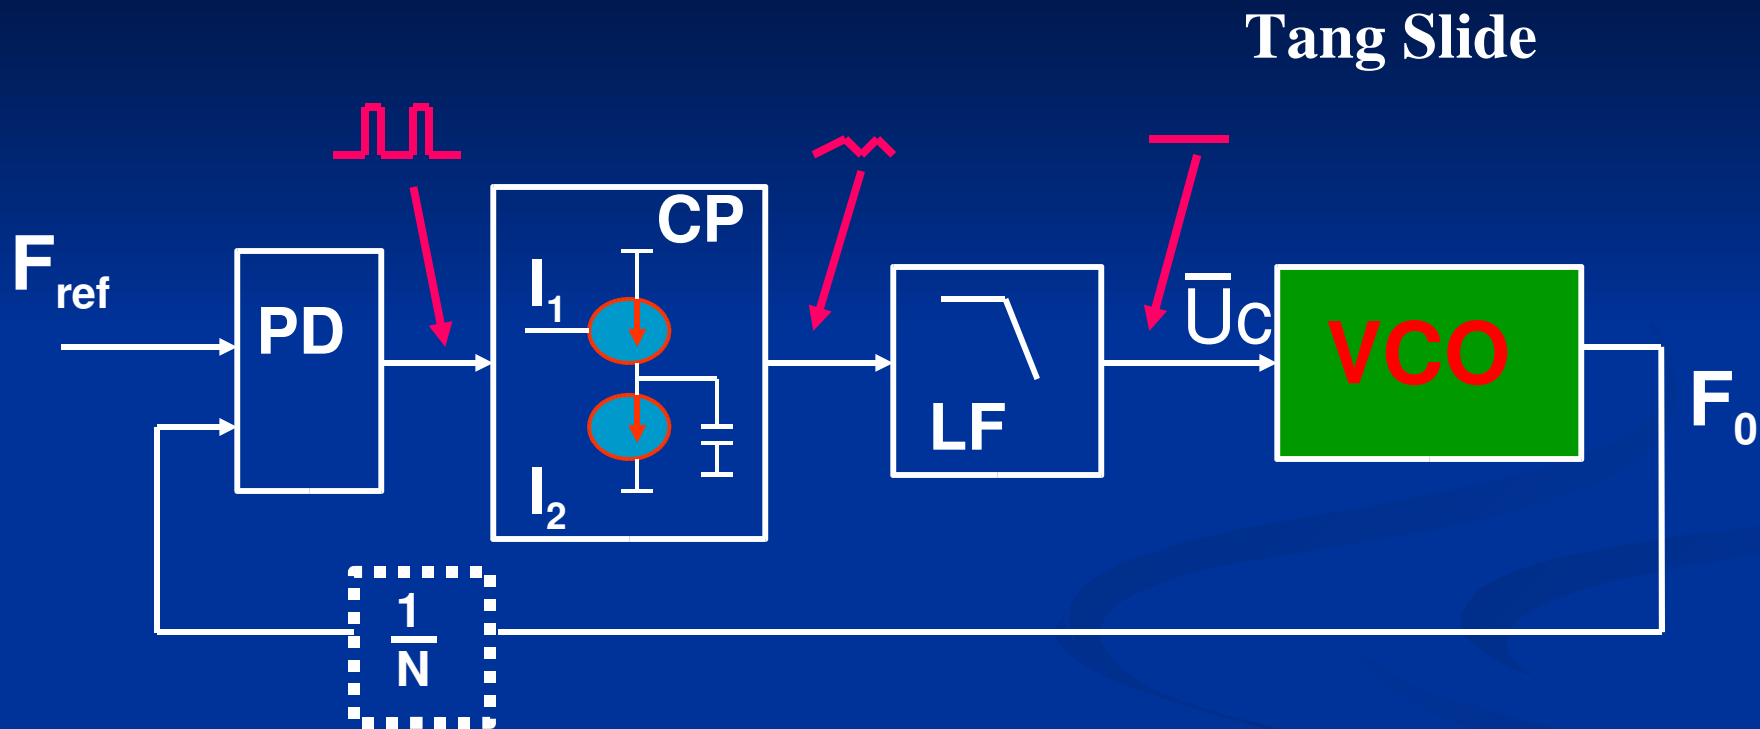 Tang Slide
Fref
PD
CP
I1
I2
LF
Uc
VCO
F0
1
N